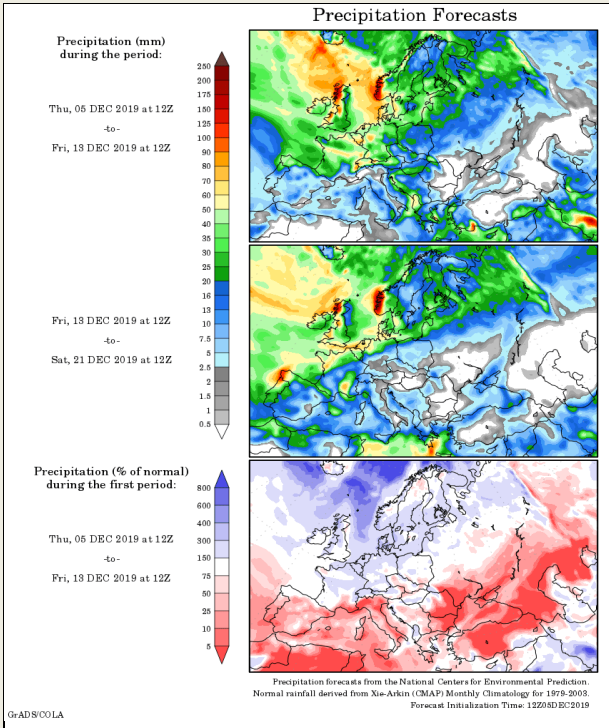 Precipitation Forecasts
Precipitation (mm)
during the period:
Thu, 05 DEC 2019 at 12Z
-to-
Fri, 13 DEC 2019 at 12Z
250
200
175
150
125
100
90
80
70
60
50
40
35
30
25
20
16
13
10
7.5
5
2.5
2
1.5
1
0.5
Fri, 13 DEC 2019 at 12Z
-to-
Sat, 21 DEC 2019 at 12Z
Precipitation (% of normal)
during the first period:
Thu, 05 DEC 2019 at 12Z
-to-
Fri, 13 DEC 2019 at 12Z
800
600
400
300
150
75
50
25
10
5
Precipitation forecasts from the National Centers for Environmental Prediction.
Normal rainfall derived from Xie-Arkin (CMAP) Monthly Climatology for 1979-2003.
Forecast Initialization Time: 12Z05DEC2019
GrADS/COLA